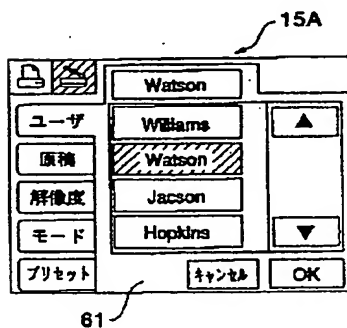 15A
Watson
ユーザ
Williams
原稿
Watson
解像度
Jacson
モード
Hopkins
プリセット
キャンセル
OK
61